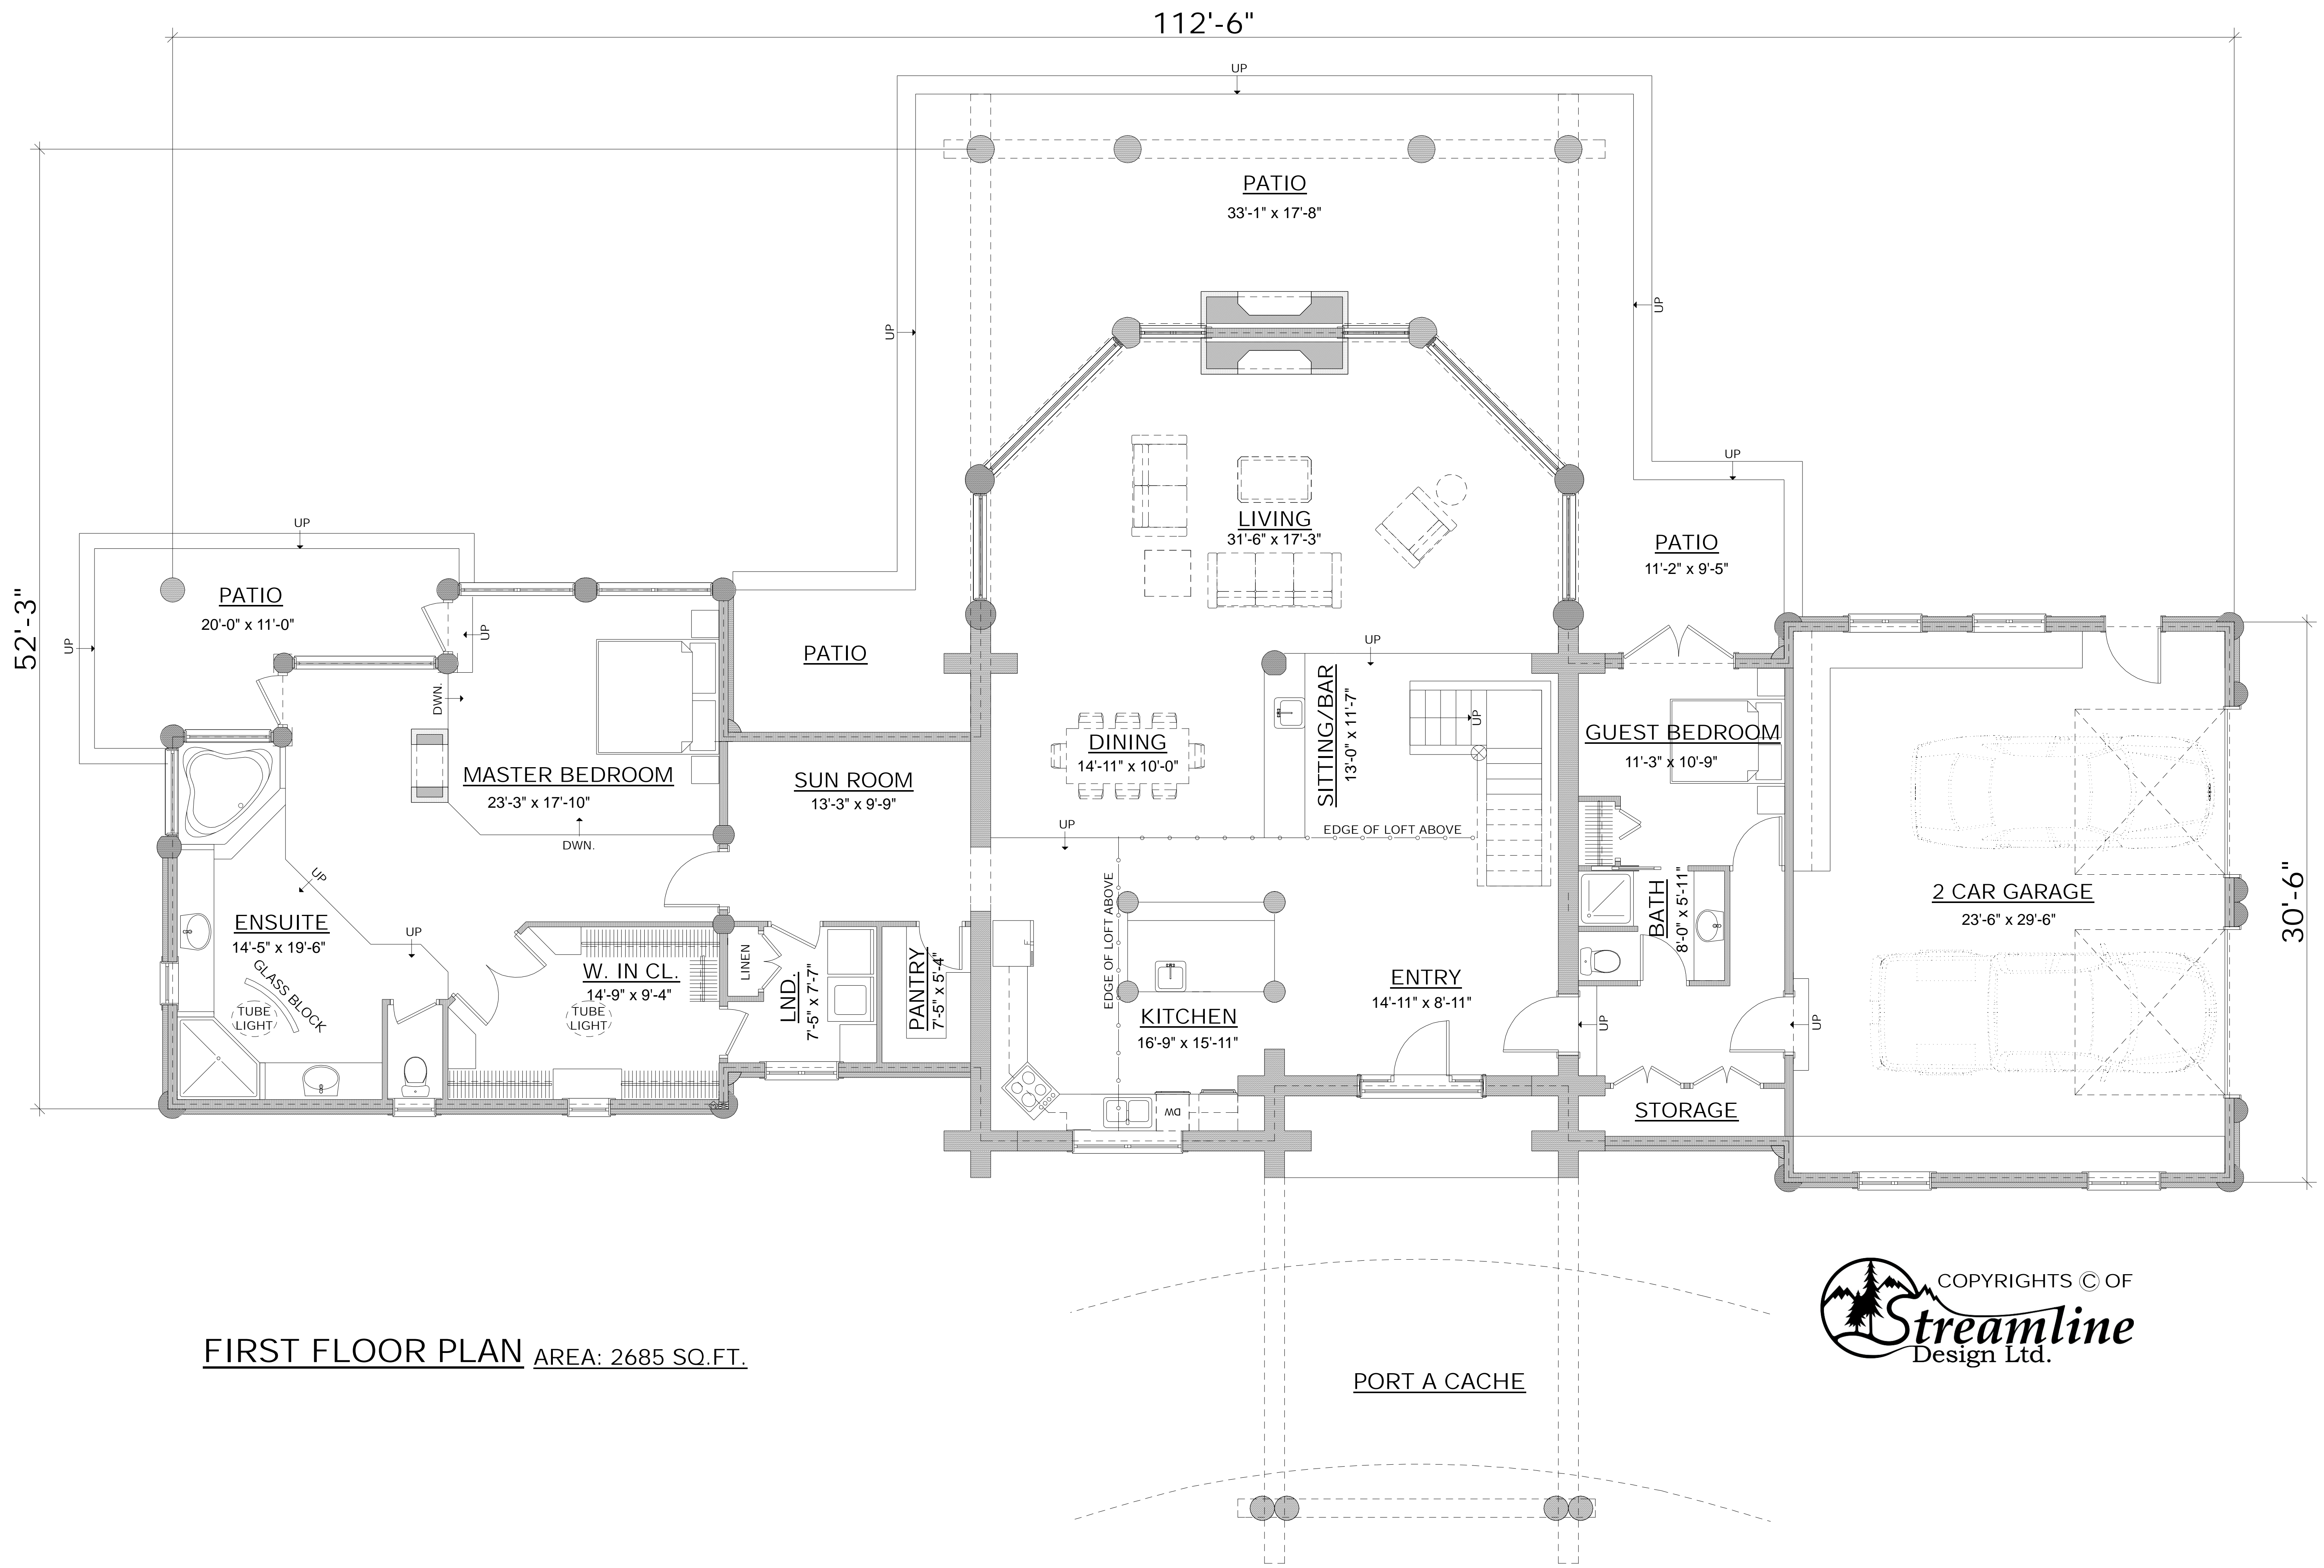 112'-6"
UP
PATIO
33'-1" x 17'-8"
UP
UP
52'-3"
UP
UP
PATIO
20'-0" x 11'-0"
UP
UP
DWN.
MASTER BEDROOM
23'-3" x 17'-10"
DWN.
PATIO
SUN ROOM
13'-3" x 9'-9"
LIVING
31'-6" x 17'-3"
UP
DINING
14'-11" x 10'-0"
SITTING/BAR
13'-0" x 11'-7"
UP
UP
EDGE OF LOFT ABOVE
EDGE OF LOFT ABOVE
UP
PATIO
11'-2" x 9'-5"
GUEST BEDROOM
11'-3" x 10'-9"
BATH
8'-0" x 5'-11"
2 CAR GARAGE
23'-6" x 29'-6"
30'-6"
UP
ENSUITE
14'-5" x 19'-6"
GLASS BLOCK
TUBE
LIGHT
UP
W. IN CL.
14'-9" x 9'-4"
TUBE
LIGHT
LINEN
LND.
7'-5" x 7'-7"
PANTRY
7'-5" x 5'-4"
F
KITCHEN
16'-9" x 15'-11"
DW
ENTRY
14'-11" x 8'-11"
UP
UP
STORAGE
COPYRIGHTS © OF
Streamline
Design Ltd.
FIRST FLOOR PLAN AREA: 2685 SQ.FT.
PORT A CACHE